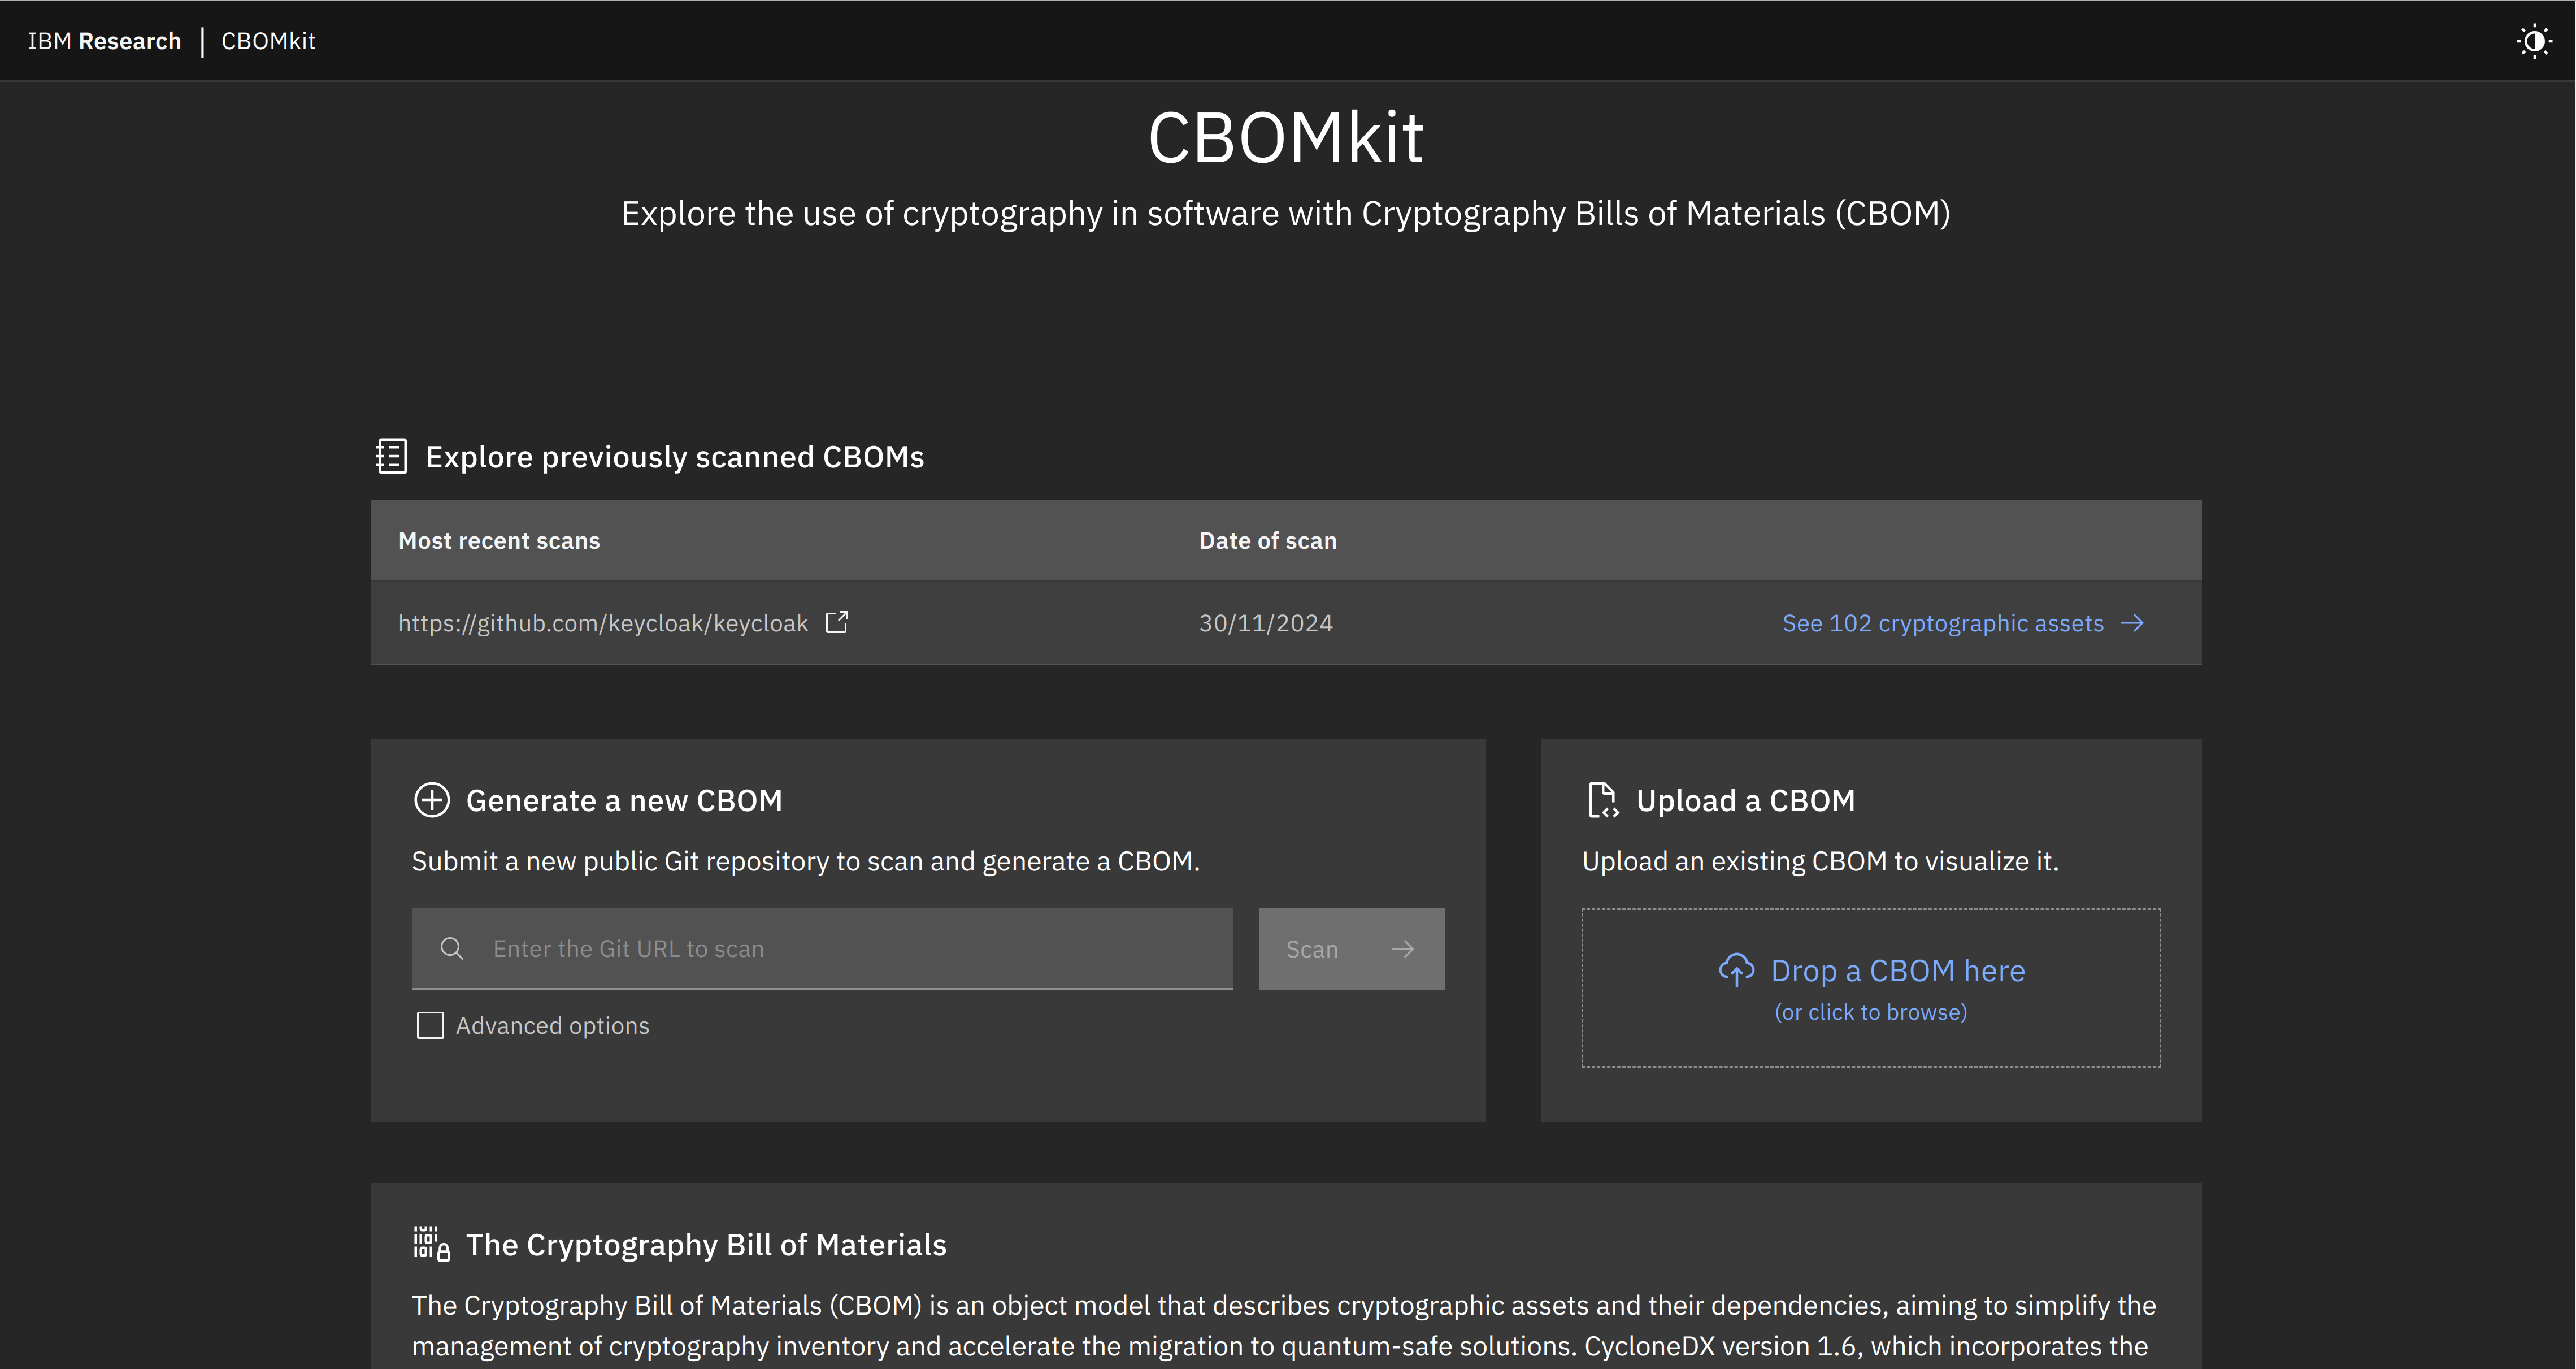 IBM Research | CBOMkit
CBOMkit
Explore the use of cryptography in software with Cryptography Bills of Materials (CBOM)
Explore previously scanned CBOMs
Most recent scans Date of scan
https://github.com/keycloak/keycloak 30/11/2024 See 102 cryptographic assets
Generate a new CBOM
Submit a new public Git repository to scan and generate a CBOM.
Enter the Git URL to scan Scan
Advanced options
Upload a CBOM
Upload an existing CBOM to visualize it.
Drop a CBOM here
(or click to browse)
The Cryptography Bill of Materials
The Cryptography Bill of Materials (CBOM) is an object model that describes cryptographic assets and their dependencies, aiming to simplify the
management of cryptography inventory and accelerate the migration to quantum-safe solutions. CycloneDX version 1.6, which incorporates the